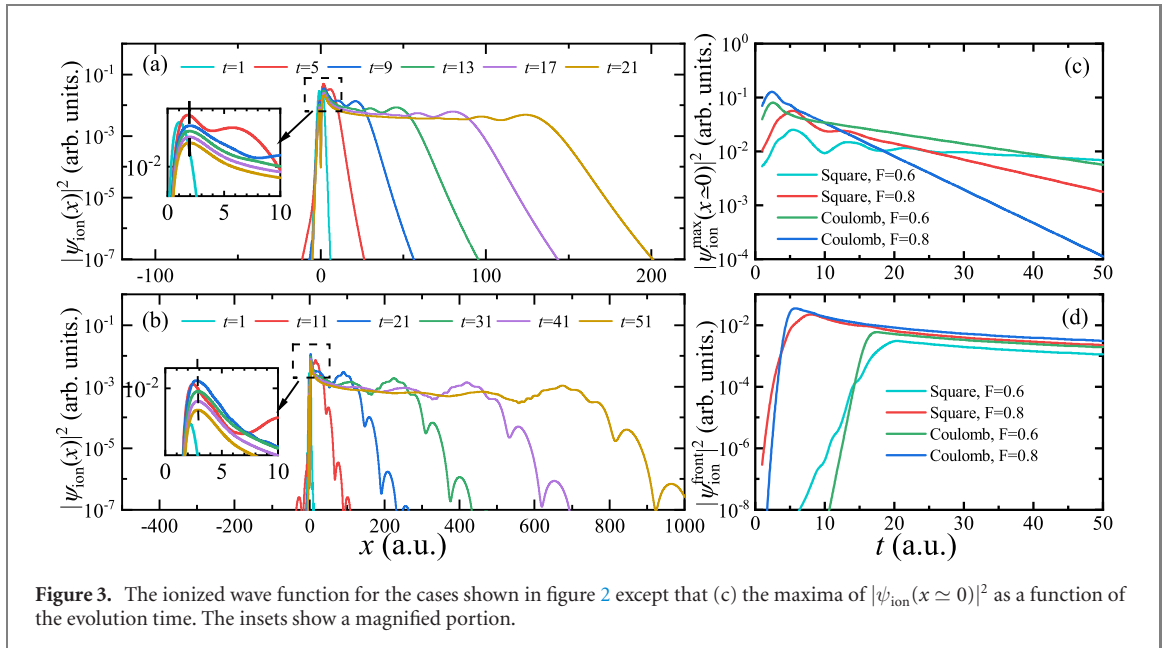 (a)
t=1 t=5 t=9 t=13 t=17 t=21
|ψion(x)|² (arb. units.)
10⁻¹
10⁻³
10⁻⁵
10⁻⁷
10⁻²
0 5 10
-120 0 100 200
(b)
t=1 t=11 t=21 t=31 t=41 t=51
|ψion(x)|² (arb. units.)
10⁻¹
10⁻³
10⁻⁵
10⁻⁷
10⁻²
0 5 10
-400 -200 0 200 400 600 800 1000
x (a.u.)
(c)
|ψion^max(x≃0)|² (arb. units.)
10⁰
10⁻¹
10⁻²
10⁻³
10⁻⁴
Square, F=0.6
Square, F=0.8
Coulomb, F=0.6
Coulomb, F=0.8
0 10 20 30 40 50
(d)
|ψion^front|² (arb. units.)
10⁻²
10⁻⁴
10⁻⁶
10⁻⁸
Square, F=0.6
Square, F=0.8
Coulomb, F=0.6
Coulomb, F=0.8
0 10 20 30 40 50
t (a.u.)
Figure 3. The ionized wave function for the cases shown in figure 2 except that (c) the maxima of |ψion(x ≃ 0)|² as a function of
the evolution time. The insets show a magnified portion.